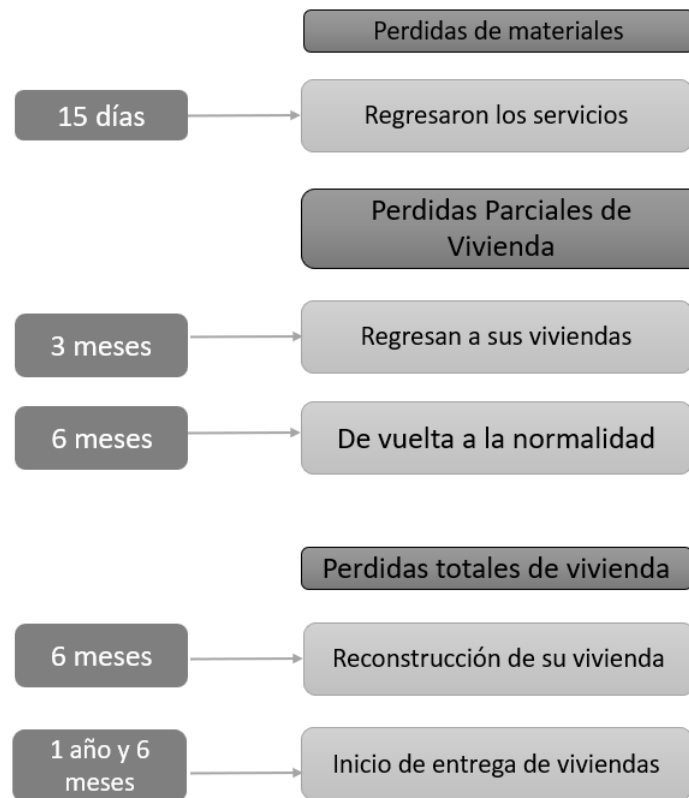 Perdidas de materiales
15 días
Regresaron los servicios
Perdidas Parciales de
Vivienda
3 meses
Regresan a sus viviendas
6 meses
De vuelta a la normalidad
Perdidas totales de vivienda
6 meses
Reconstrucción de su vivienda
1 año y 6
meses
Inicio de entrega de viviendas